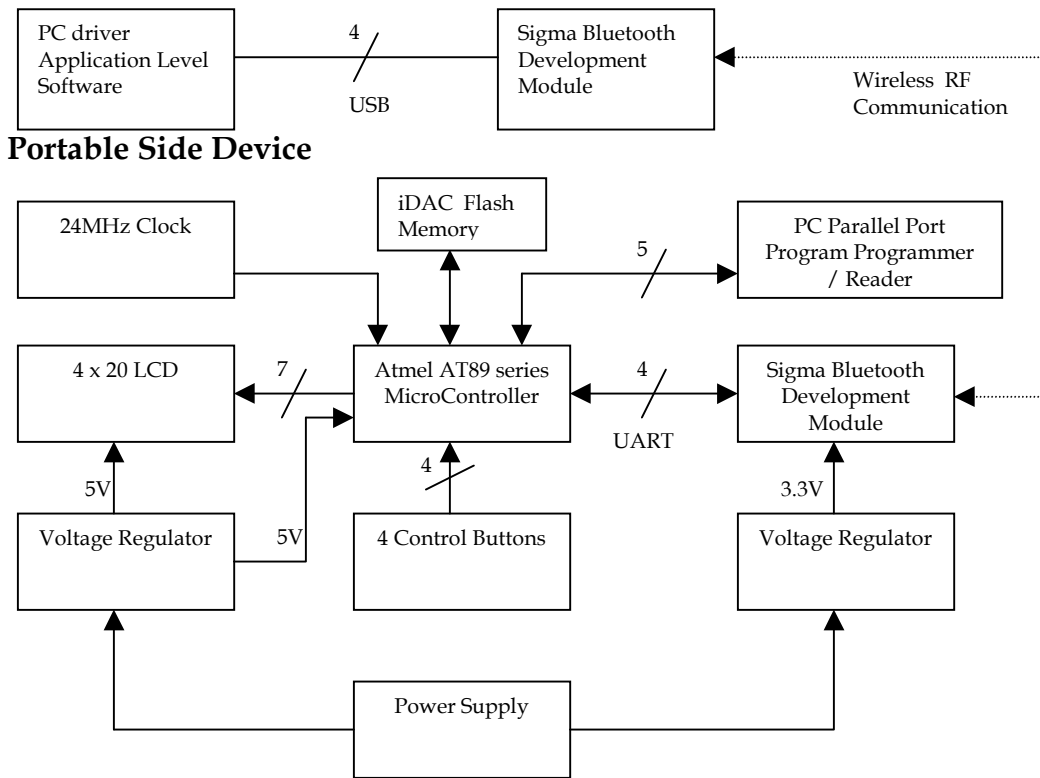 PC driver
Application Level
Software
4
USB
Sigma Bluetooth
Development
Module
Wireless RF
Communication
Portable Side Device
24MHz Clock
iDAC Flash
Memory
5
PC Parallel Port
Program Programmer
/ Reader
4 x 20 LCD
7
Atmel AT89 series
MicroController
4
UART
Sigma Bluetooth
Development
Module
5V
4
3.3V
Voltage Regulator
5V
4 Control Buttons
Voltage Regulator
Power Supply